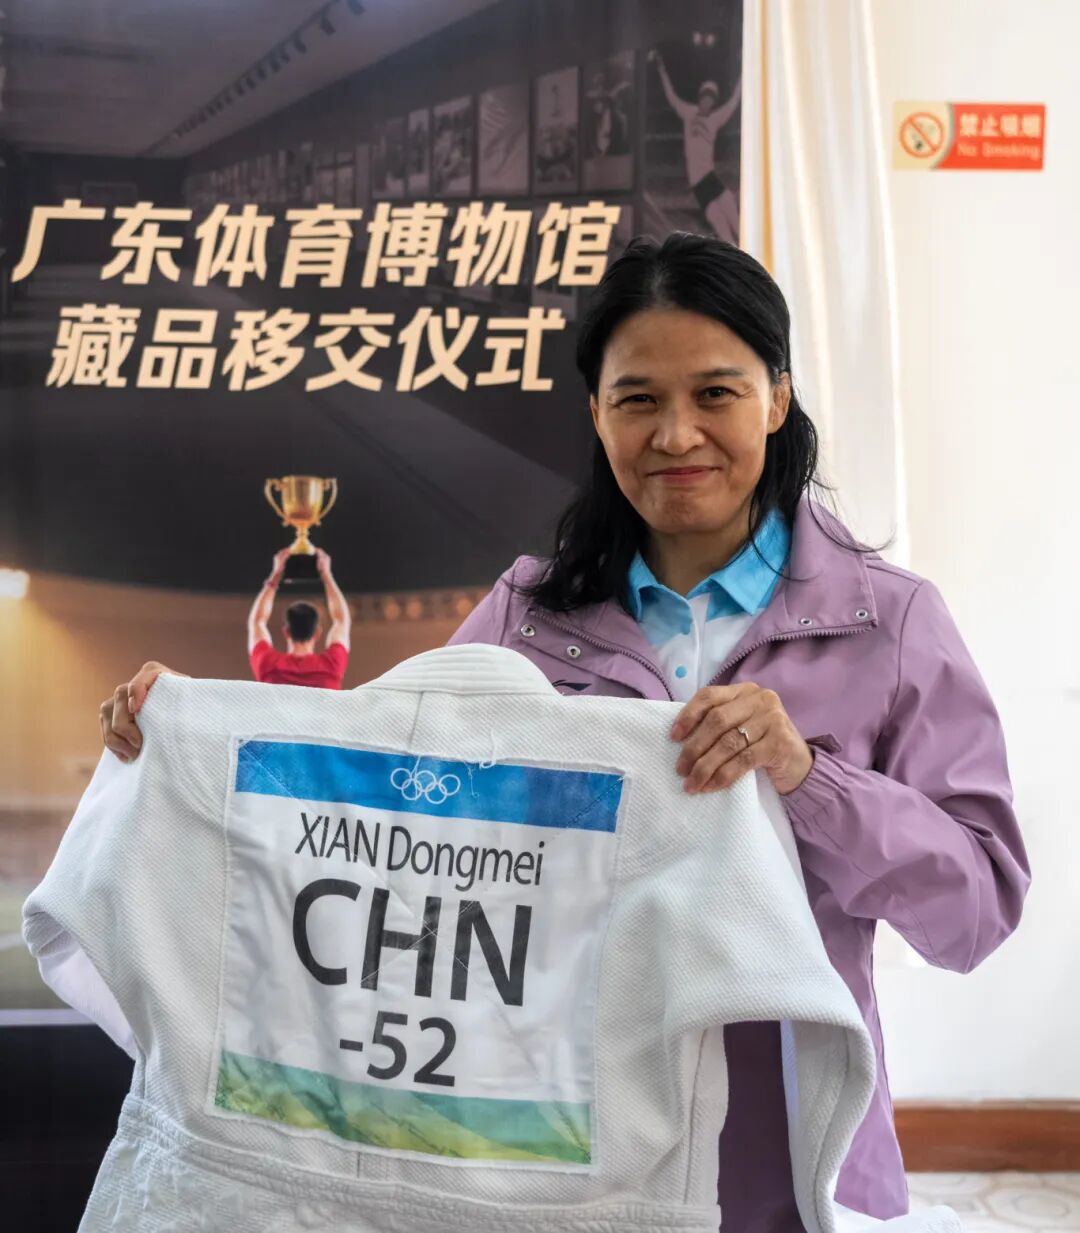 广东体育博物馆
藏品移交仪式
禁止吸烟
No Smoking
XIAN Dongmei
CHN
-52